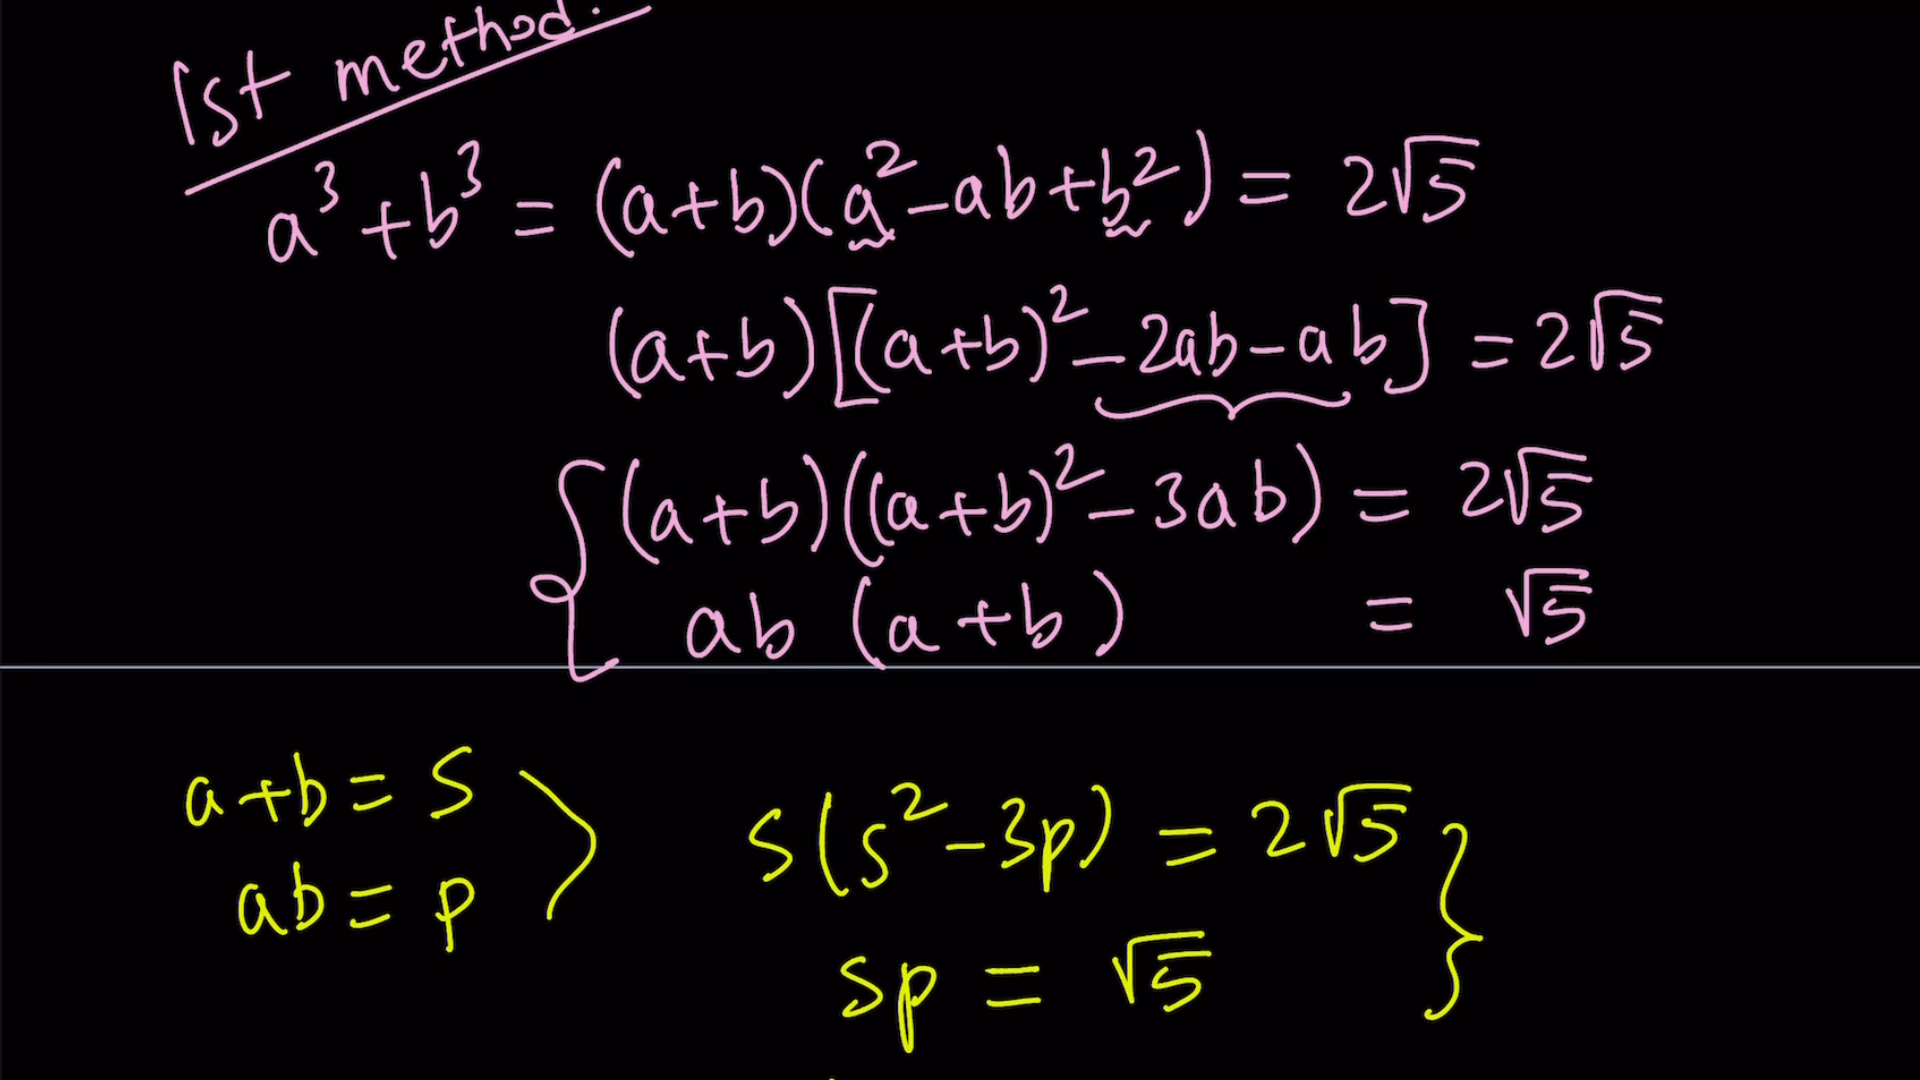 1st method.
a³ + b³ = (a+b)(a² - ab + b²) = 2√5
(a+b)[(a+b)² - 2ab - ab] = 2√5
(a+b)((a+b)² - 3ab) = 2√5
ab (a+b) = √5
a+b = s
ab = p
s(s² - 3p) = 2√5
sp = √5